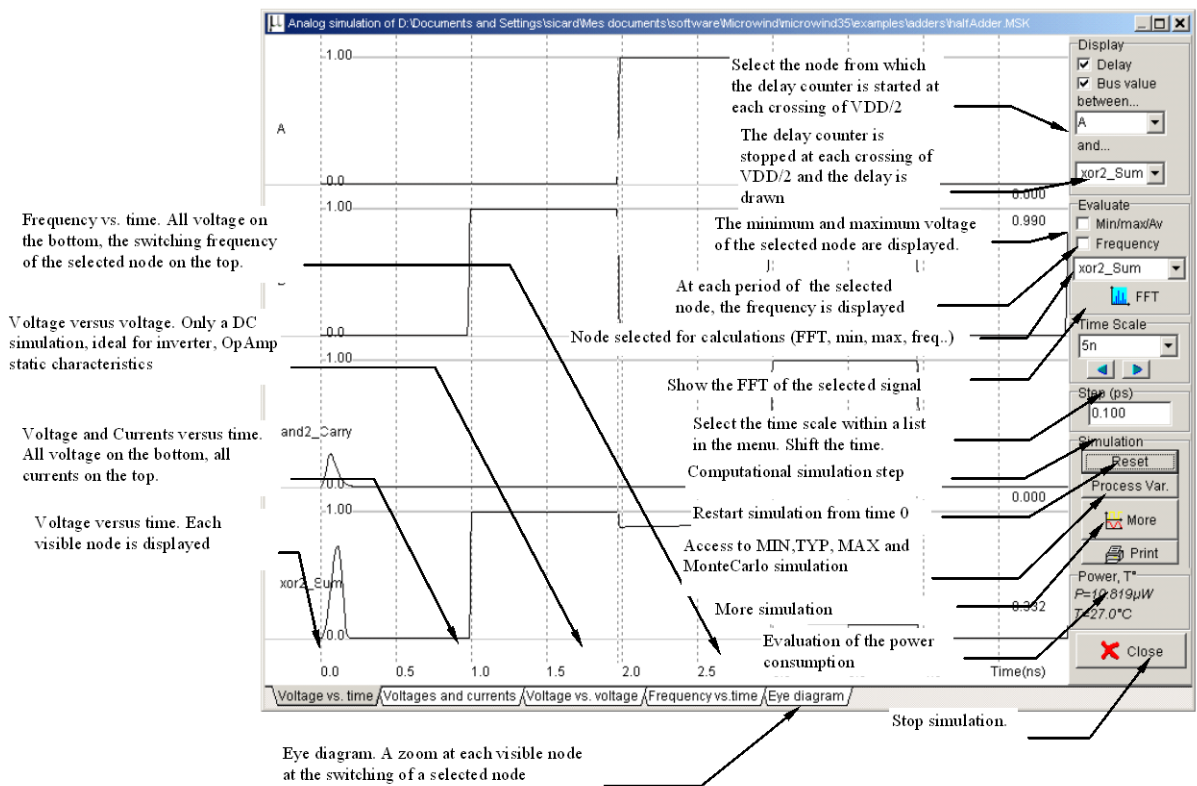 Analog simulation of D:\Documents and Settings\sicard\Mes documents\software\Microwind\microwind35\examples\adders\halfAdder.MSK
1.00
A
0.0
0.000
1.00
0.990
0.0
1.00
and2_Carry
0.0
0.000
1.00
xor2_Sum
0.0
0.0
0.5
1.0
1.5
2.0
2.5
Time(ns)
Voltage vs. time
Voltages and currents
Voltage vs. voltage
Frequency vs.time
Eye diagram
Display
Delay
Bus value
between...
A
and...
xor2_Sum
Evaluate
Min/max/Av
Frequency
xor2_Sum
FFT
Time Scale
5n
Step (ps)
0.100
Simulation
Reset
Process Var.
More
Print
Power, T°
P=10.819µW
T=27.0°C
Close
Select the node from which
the delay counter is started at
each crossing of VDD/2
The delay counter is
stopped at each crossing of
VDD/2 and the delay is
drawn
The minimum and maximum voltage
of the selected node are displayed.
At each period of the selected
node, the frequency is displayed
Node selected for calculations (FFT, min, max, freq..)
Show the FFT of the selected signal
Select the time scale within a list
in the menu. Shift the time.
Computational simulation step
Restart simulation from time 0
Access to MIN,TYP, MAX and
MonteCarlo simulation
More simulation
Evaluation of the power
consumption
Stop simulation.
Frequency vs. time. All voltage on
the bottom, the switching frequency
of the selected node on the top.
Voltage versus voltage. Only a DC
simulation, ideal for inverter, OpAmp
static characteristics
Voltage and Currents versus time.
All voltage on the bottom, all
currents on the top.
Voltage versus time. Each
visible node is displayed
Eye diagram. A zoom at each visible node
at the switching of a selected node